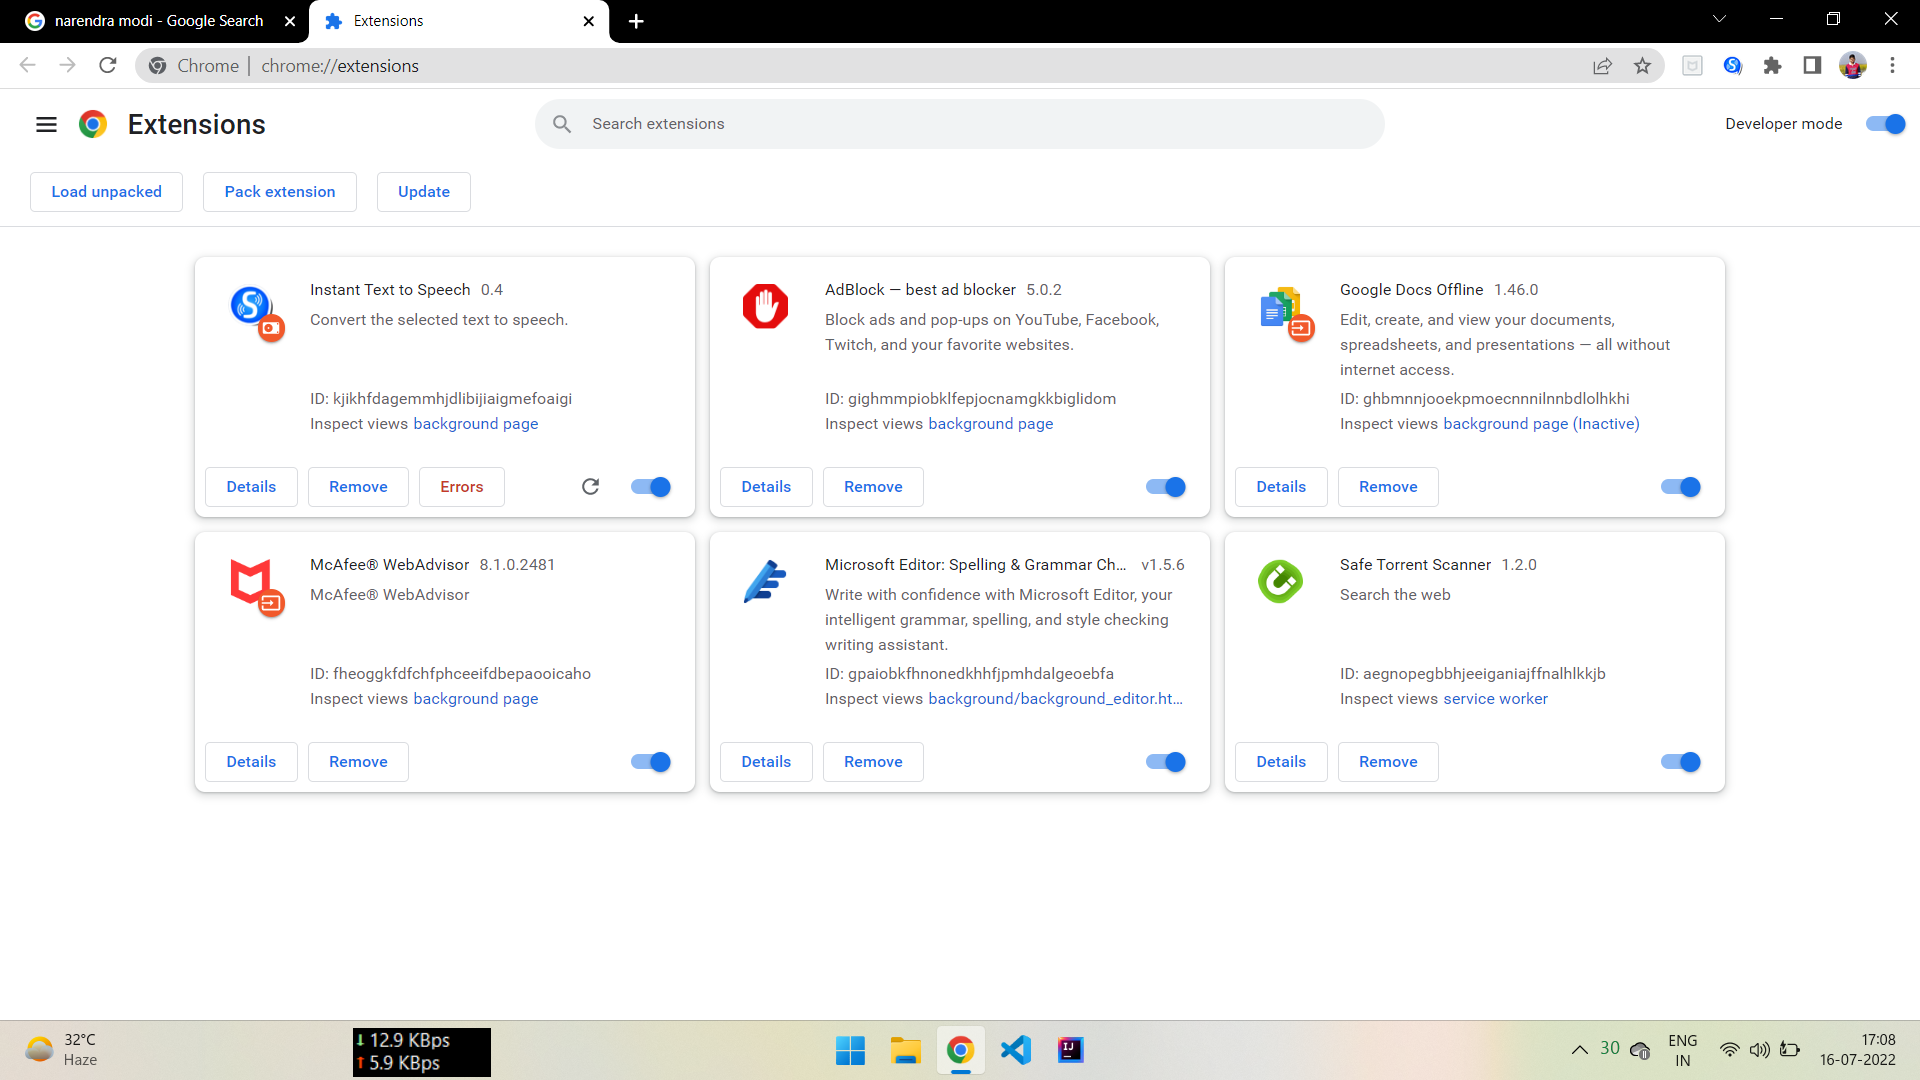 narendra modi - Google Search
Extensions
Chrome
chrome://extensions
Extensions
Search extensions
Developer mode
Load unpacked
Pack extension
Update
Instant Text to Speech 0.4
Convert the selected text to speech.
ID: kjikhfdagemmhjdlibijiaigmefoaigi
Inspect views background page
Details
Remove
Errors
AdBlock — best ad blocker 5.0.2
Block ads and pop-ups on YouTube, Facebook,
Twitch, and your favorite websites.
ID: gighmmpiobklfepjocnamgkkbiglidom
Inspect views background page
Details
Remove
Google Docs Offline 1.46.0
Edit, create, and view your documents,
spreadsheets, and presentations — all without
internet access.
ID: ghbmnnjooekpmoecnnnilnnbdlolhkhi
Inspect views background page (Inactive)
Details
Remove
McAfee® WebAdvisor 8.1.0.2481
McAfee® WebAdvisor
ID: fheoggkfdfchfphceeifdbepaooicaho
Inspect views background page
Details
Remove
Microsoft Editor: Spelling & Grammar Ch... v1.5.6
Write with confidence with Microsoft Editor, your
intelligent grammar, spelling, and style checking
writing assistant.
ID: gpaiobkfhnonedkhhfjpmhdalgeoebfa
Inspect views background/background_editor.ht...
Details
Remove
Safe Torrent Scanner 1.2.0
Search the web
ID: aegnopegbbhjeeiganiajffnalhlkkjb
Inspect views service worker
Details
Remove
32°C
Haze
↓ 12.9 KBps
↑ 5.9 KBps
IJ
30
ENG
IN
17:08
16-07-2022